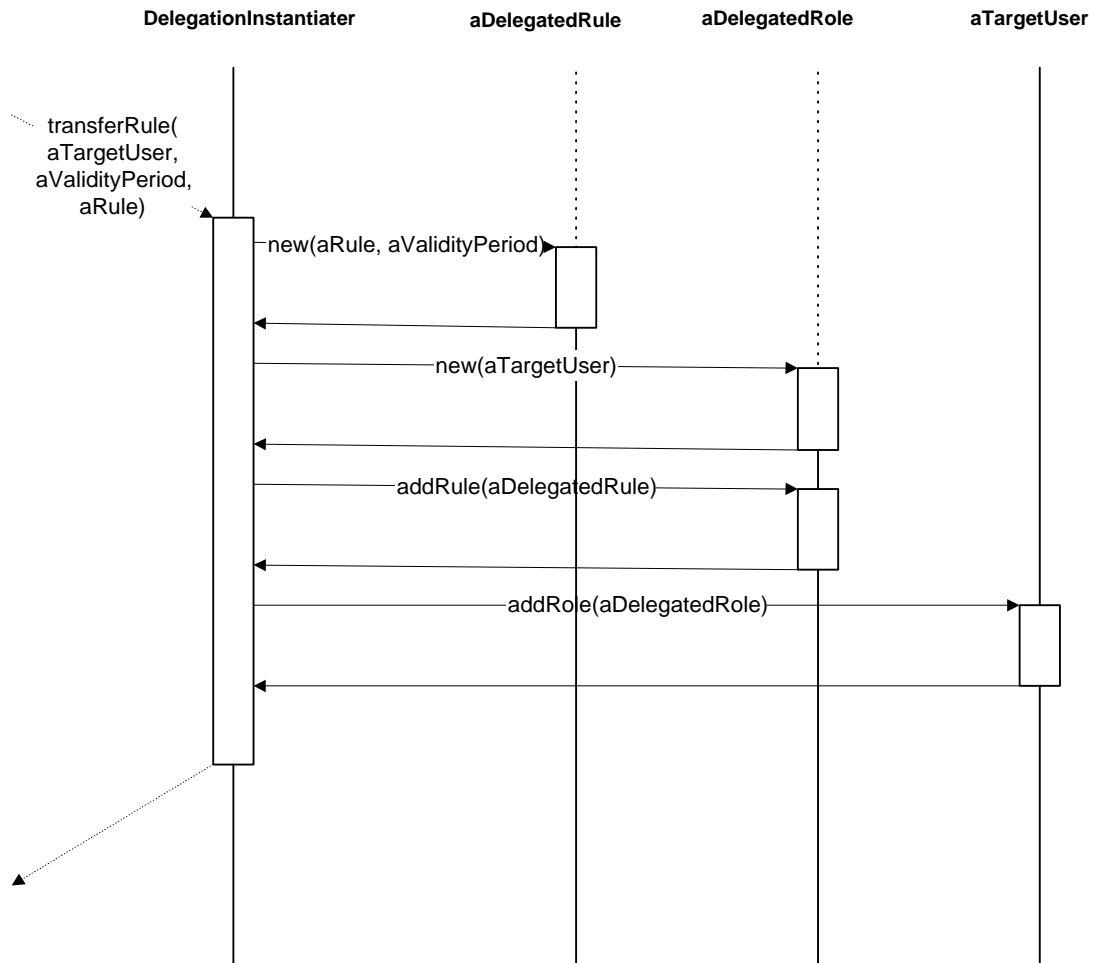 DelegationInstantiater
aDelegatedRule
aDelegatedRole
aTargetUser
transferRule(
aTargetUser,
aValidityPeriod,
aRule)
new(aRule, aValidityPeriod)
new(aTargetUser)
addRule(aDelegatedRule)
addRole(aDelegatedRole)